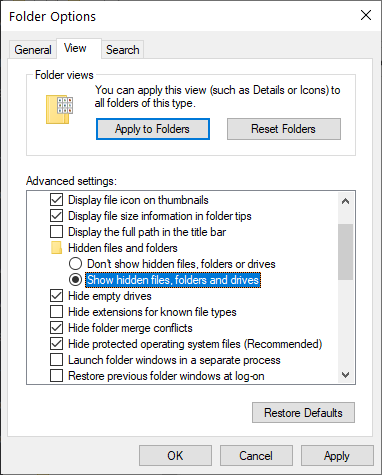 Folder Options
General
View
Search
Folder views
You can apply this view (such as Details or Icons) to
all folders of this type.
Apply to Folders
Reset Folders
Advanced settings:
Display file icon on thumbnails
Display file size information in folder tips
Display the full path in the title bar
Hidden files and folders
Don't show hidden files, folders or drives
Show hidden files, folders and drives
Hide empty drives
Hide extensions for known file types
Hide folder merge conflicts
Hide protected operating system files (Recommended)
Launch folder windows in a separate process
Restore previous folder windows at log-on
Restore Defaults
OK
Cancel
Apply